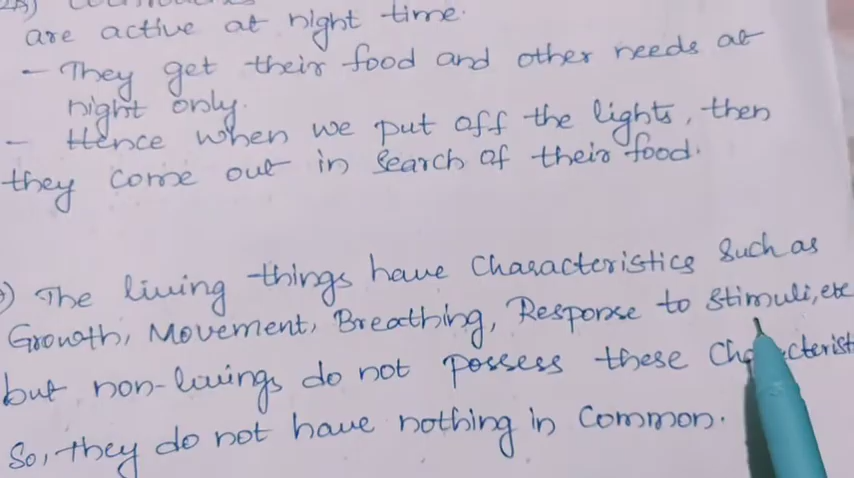 are active at night time.
- They get their food and other needs at
night only.
- Hence when we put off the lights, then
they come out in search of their food.
The living things have characteristics such as
Growth, Movement, Breathing, Response to stimuli, etc
but non-livings do not possess these
So, they do not have nothing in common.